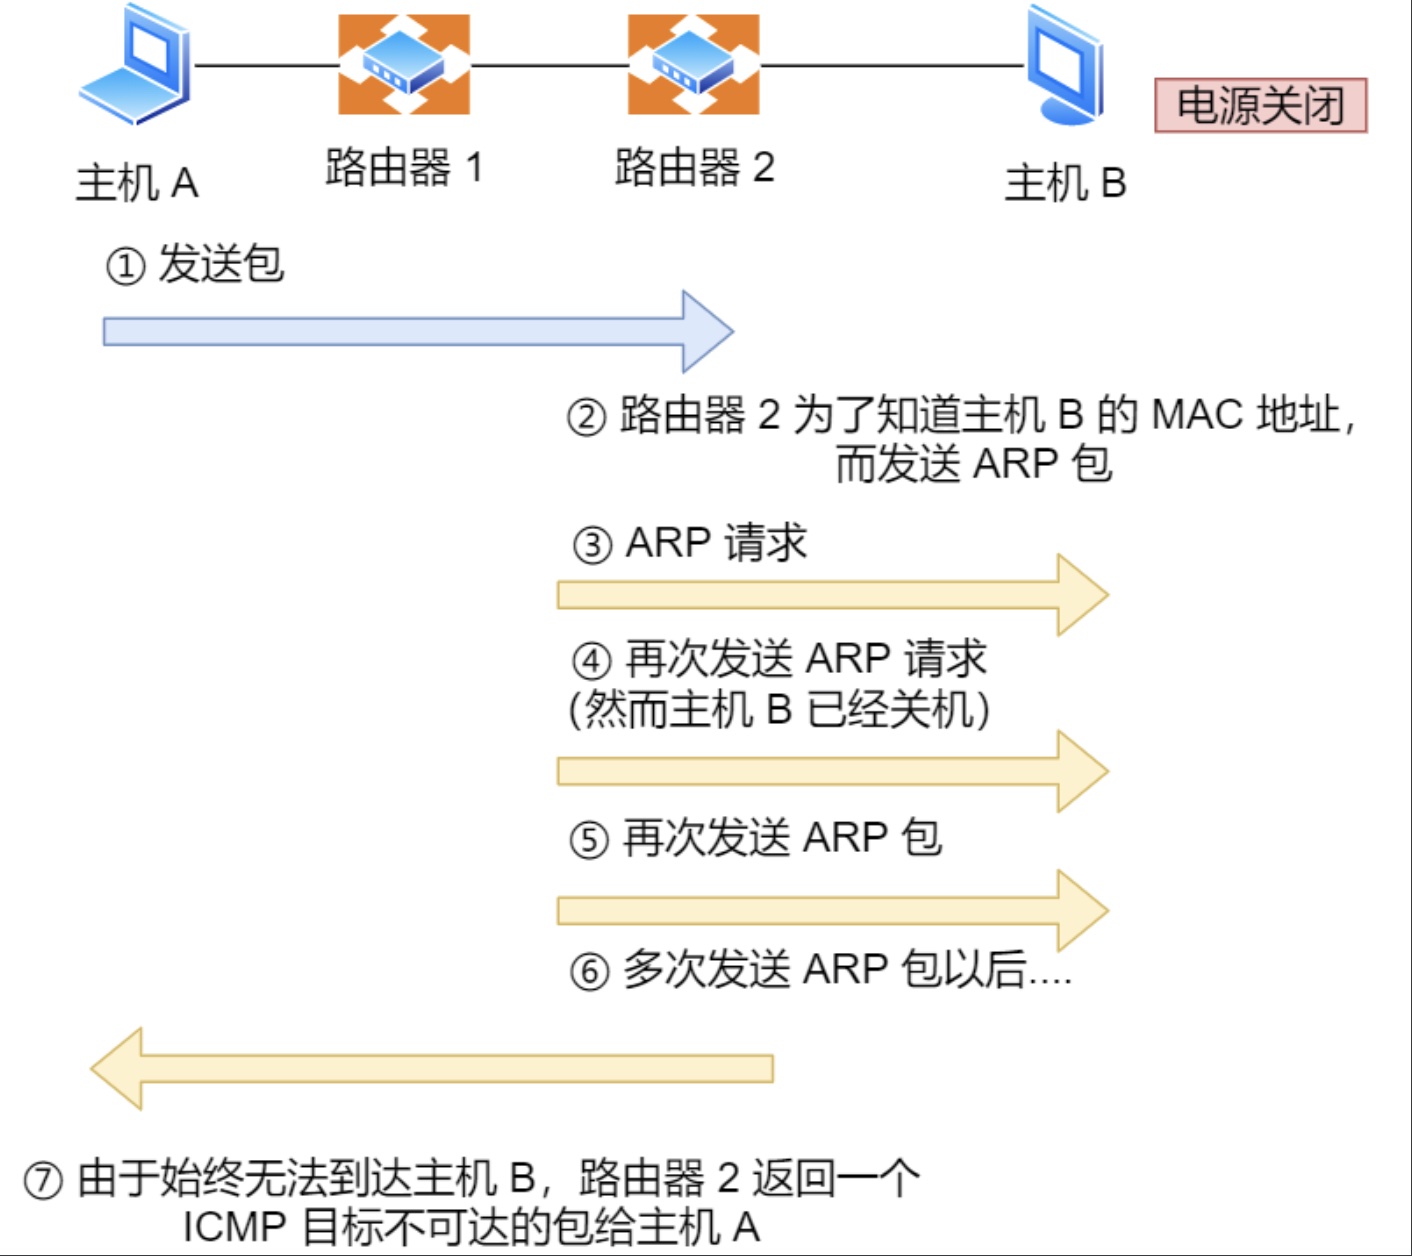 电源关闭
主机 A
路由器 1
路由器 2
主机 B
① 发送包
② 路由器 2 为了知道主机 B 的 MAC 地址，
而发送 ARP 包
③ ARP 请求
④ 再次发送 ARP 请求
（然而主机 B 已经关机）
⑤ 再次发送 ARP 包
⑥ 多次发送 ARP 包以后....
⑦ 由于始终无法到达主机 B，路由器 2 返回一个
ICMP 目标不可达的包给主机 A